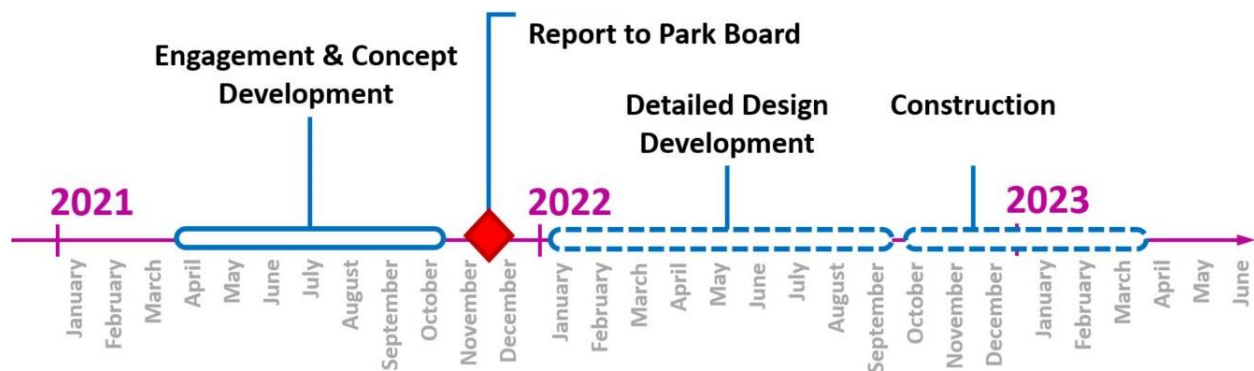 Report to Park Board
Engagement & Concept
Development
Detailed Design
Development
Construction
2021
2022
2023
January
February
March
April
May
June
July
August
September
October
November
December
January
February
March
April
May
June
July
August
September
October
November
December
January
February
March
April
May
June